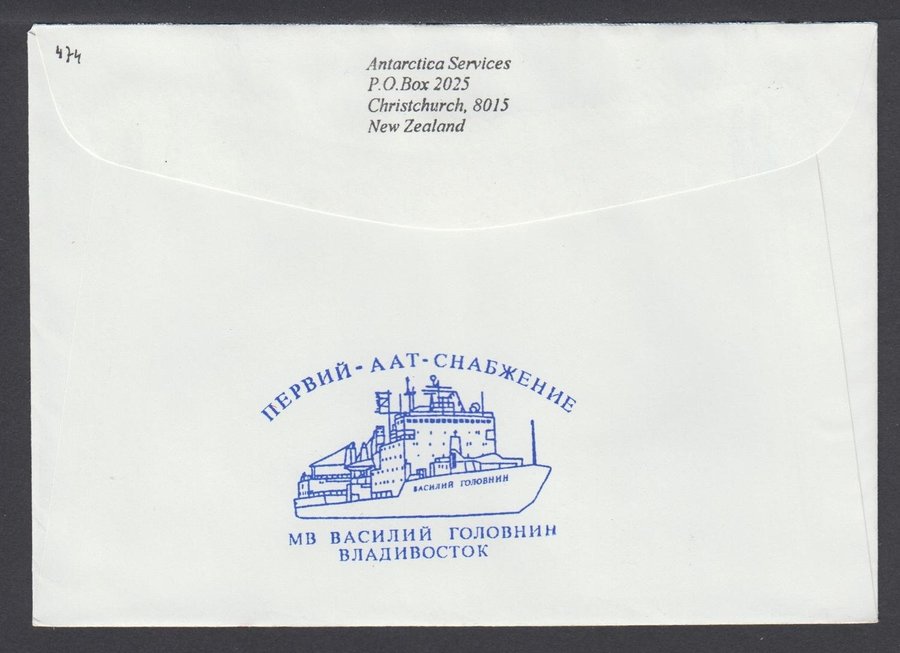 474
Antarctica Services
P.O.Box 2025
Christchurch, 8015
New Zealand
ПЕРВИЙ-ААТ-СНАБЖЕНИЕ
ВАСИЛИЙ ГОЛОВНИН
МВ ВАСИЛИЙ ГОЛОВНИН
ВЛАДИВОСТОК